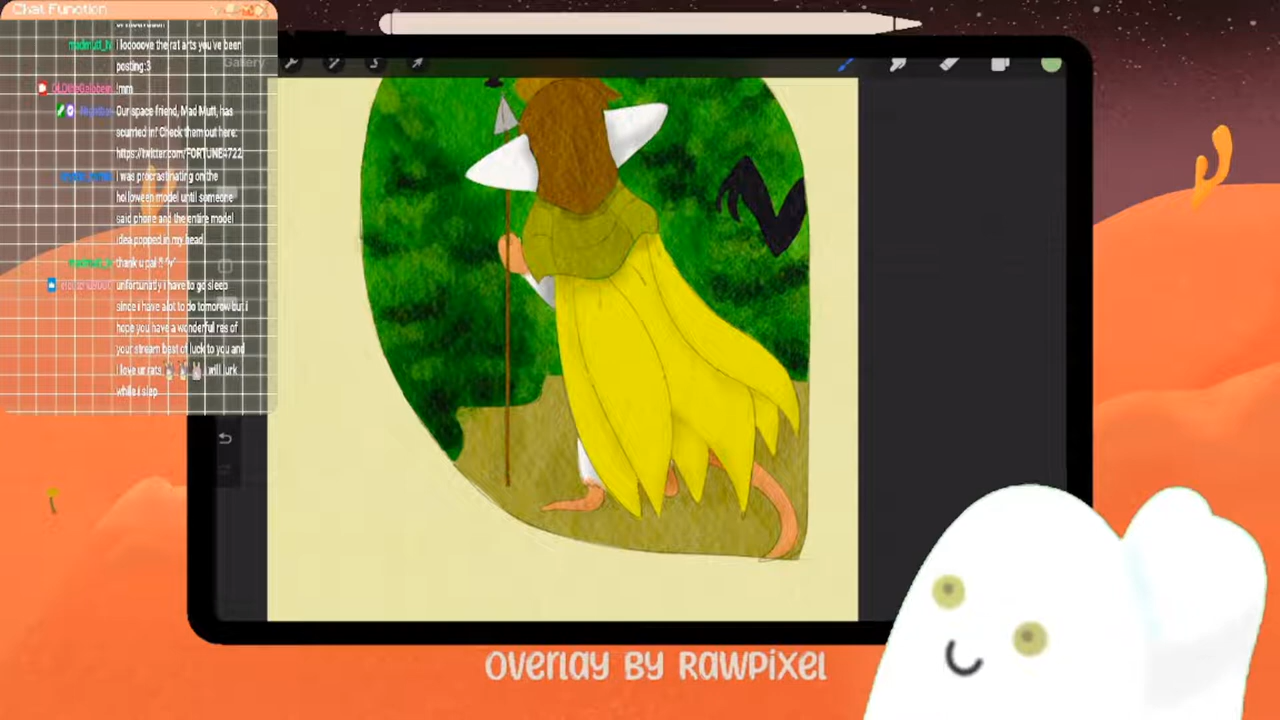 Chat Function
Gallery
i looooove the rat arts you've been
posting:3
!mm
Our space friend, Mad Mutt, has
scurried in! Check them out here:
https://twitter.com/FORTUNE4722
I was procrastinating on the
holloween model until someone
said phone and the entire model
idea popped in my head
thank u pal
unfortunatly i have to go sleep
since i have alot to do tomorow but i
hope you have a wonderful res of
your stream best of luck to you and
i love ur rats i will lurk
while i slep
OVERLAY BY RAWPIXEL